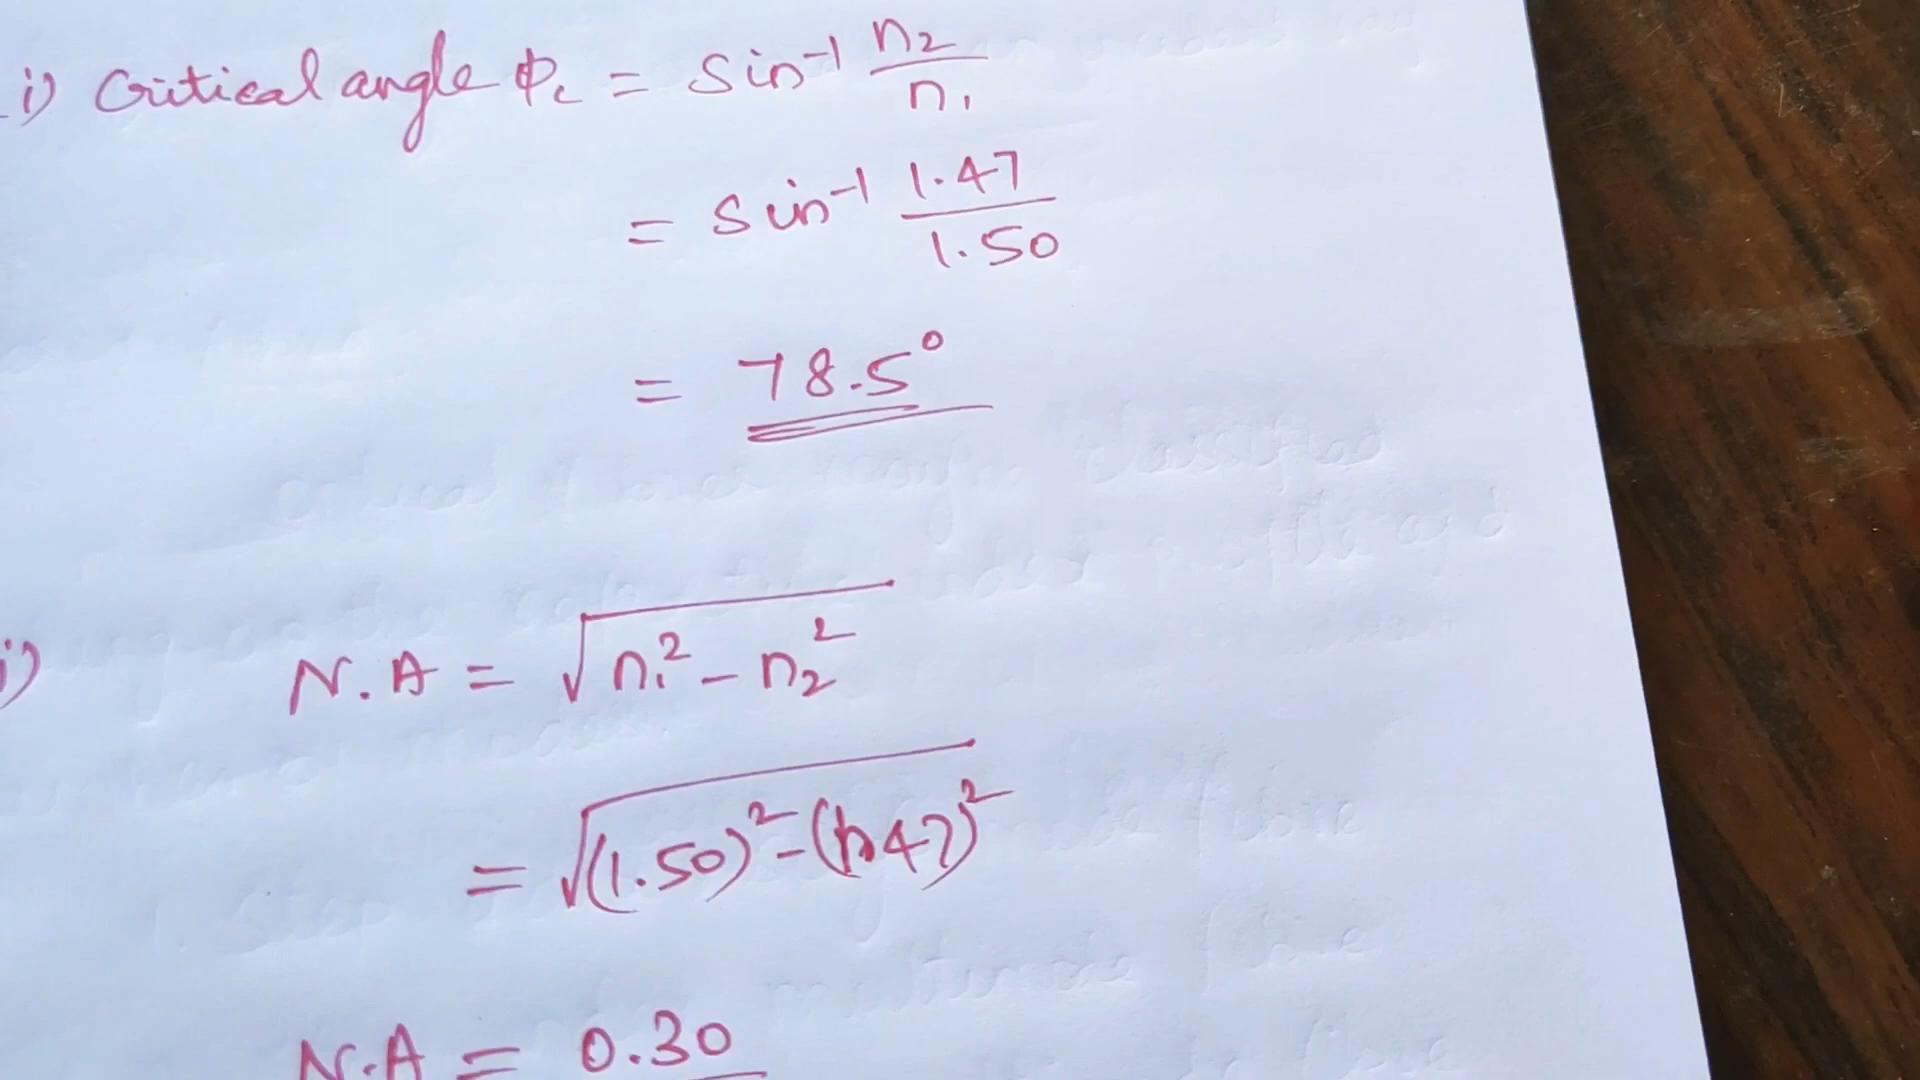 i) Critical angle Φc = Sin⁻¹ n2/n1
= Sin⁻¹ 1.47/1.50
= 78.5°
i) N.A = √n1² - n2²
= √(1.50)² - (1.47)²
N.A = 0.30